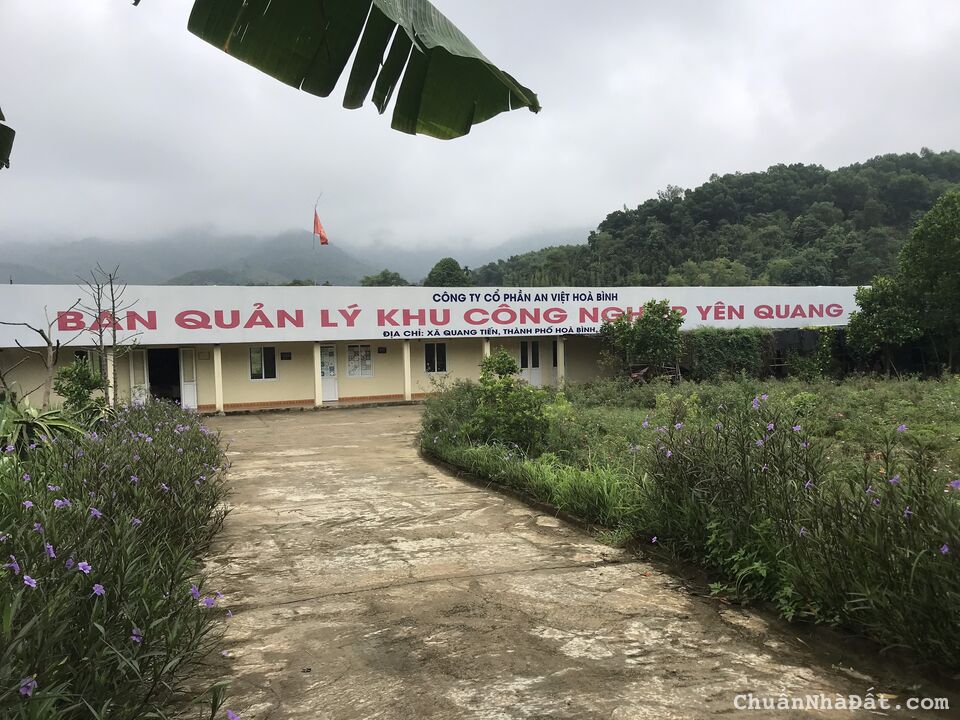 CÔNG TY CỔ PHẦN AN VIỆT HOÀ BÌNH
BAN QUẢN LÝ KHU CÔNG NGHIỆP YÊN QUANG
ĐỊA CHỈ: XÃ QUANG TIẾN, THÀNH PHỐ HOÀ BÌNH,
ChuẩnNhàĐất.com